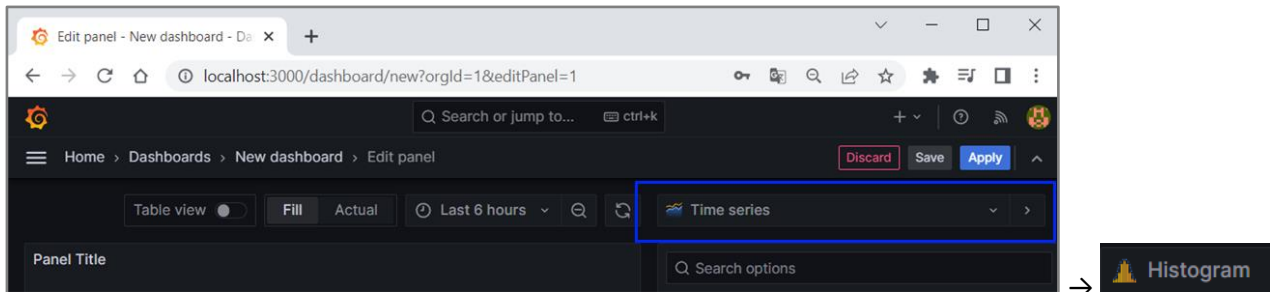 Edit panel - New dashboard - Da
localhost:3000/dashboard/new?orgId=1&editPanel=1
Search or jump to... ctrl+k
Home › Dashboards › New dashboard › Edit panel Discard Save Apply
Table view Fill Actual Last 6 hours Time series
Panel Title
Search options
→ Histogram